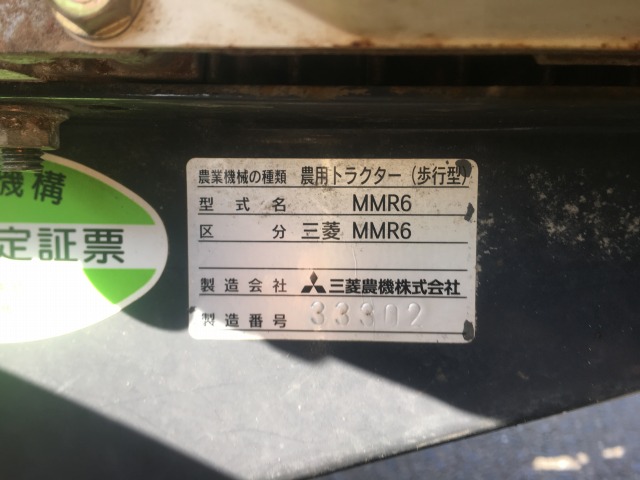 機構
定証票
農業機械の種類 農用トラクター (歩行型)
型式名 MMR6
区分 三菱 MMR6
製造会社 三菱農機株式会社
製造番号 33302